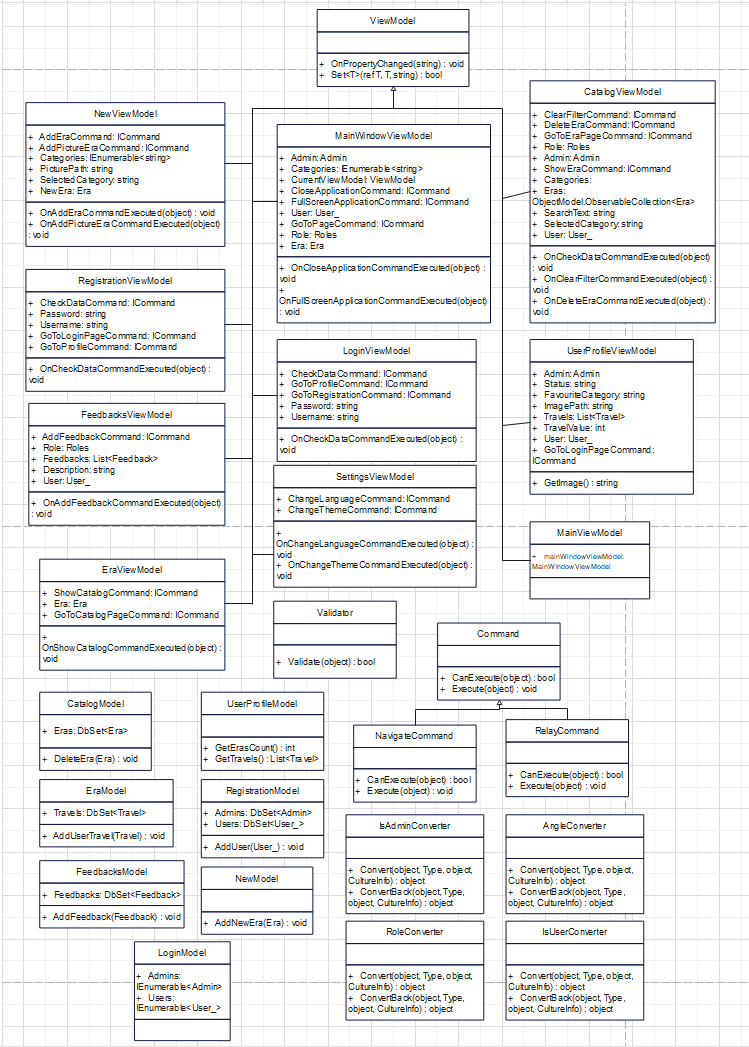 ViewModel
+ OnPropertyChanged(string) : void
+ Set<T>(ref T, T, string) : bool
NewViewModel
+ AddEraCommand: ICommand
+ AddPictureEraCommand: ICommand
+ Categories: IEnumerable<string>
+ PicturePath: string
+ SelectedCategory: string
+ NewEra: Era
+ OnAddEraCommandExecuted(object) : void
+ OnAddPictureEraCommandExecuted(object)
: void
MainWindowViewModel
+ Admin: Admin
+ Categories: IEnumerable<string>
+ CurrentViewModel: ViewModel
+ CloseApplicationCommand: ICommand
+ FullScreenApplicationCommand: ICommand
+ User: User_
+ GoToPageCommand: ICommand
+ Role: Roles
+ Era: Era
+ OnCloseApplicationCommandExecuted(object) :
void
+
OnFullScreenApplicationCommandExecuted(object) :
void
CatalogViewModel
+ ClearFilterCommand: ICommand
+ DeleteEraCommand: ICommand
+ GoToEraPageCommand: ICommand
+ Role: Roles
+ Admin: Admin
+ ShowEraCommand: ICommand
+ Categories:
+ Eras:
ObjectModel.ObservableCollection<Era>
+ SearchText: string
+ SelectedCategory: string
+ User: User_
+ OnCheckDataCommandExecuted(object) :
void
+ OnClearFilterCommandExecuted(object) :
void
+ OnDeleteEraCommandExecuted(object) :
void
RegistrationViewModel
+ CheckDataCommand: ICommand
+ Password: string
+ Username: string
+ GoToLoginPageCommand: ICommand
+ GoToProfileCommand: ICommand
+ OnCheckDataCommandExecuted(object) :
void
LoginViewModel
+ CheckDataCommand: ICommand
+ GoToProfileCommand: ICommand
+ GoToRegistrationCommand: ICommand
+ Password: string
+ Username: string
+ OnCheckDataCommandExecuted(object) :
void
UserProfileViewModel
+ Admin: Admin
+ Status: string
+ FavouriteCategory: string
+ ImagePath: string
+ Travels: List<Travel>
+ TravelValue: int
+ User: User_
+ GoToLoginPageCommand:
ICommand
+ GetImage() : string
FeedbacksViewModel
+ AddFeedbackCommand: ICommand
+ Role: Roles
+ Feedbacks: List<Feedback>
+ Description: string
+ User: User_
+ OnAddFeedbackCommandExecuted(object)
: void
SettingsViewModel
+ ChangeLanguageCommand: ICommand
+ ChangeThemeCommand: ICommand
+
OnChangeLanguageCommandExecuted(object) :
void
+ OnChangeThemeCommandExecuted(object) :
void
MainViewModel
+ mainWindowViewModel:
MainWindowViewModel
EraViewModel
+ ShowCatalogCommand: ICommand
+ Era: Era
+ GoToCatalogPageCommand: ICommand
+
OnShowCatalogCommandExecuted(object) :
void
Validator
+ Validate(object) : bool
Command
+ CanExecute(object) : bool
+ Execute(object) : void
CatalogModel
+ Eras: DbSet<Era>
+ DeleteEra(Era) : void
UserProfileModel
+ GetErasCount() : int
+ GetTravels() : List<Travel>
NavigateCommand
+ CanExecute(object) : bool
+ Execute(object) : void
RelayCommand
+ CanExecute(object) : bool
+ Execute(object) : void
EraModel
+ Travels: DbSet<Travel>
+ AddUserTravel(Travel) : void
RegistrationModel
+ Admins: DbSet<Admin>
+ Users: DbSet<User_>
+ AddUser(User_) : void
IsAdminConverter
+ Convert(object, Type, object,
CultureInfo) : object
+ ConvertBack(object, Type,
object, CultureInfo) : object
AngleConverter
+ Convert(object, Type, object,
CultureInfo) : object
+ ConvertBack(object, Type,
object, CultureInfo) : object
FeedbacksModel
+ Feedbacks: DbSet<Feedback>
+ AddFeedback(Feedback) : void
NewModel
+ AddNewEra(Era) : void
RoleConverter
+ Convert(object, Type, object,
CultureInfo) : object
+ ConvertBack(object, Type,
object, CultureInfo) : object
IsUserConverter
+ Convert(object, Type, object,
CultureInfo) : object
+ ConvertBack(object, Type,
object, CultureInfo) : object
LoginModel
+ Admins:
IEnumerable<Admin>
+ Users:
IEnumerable<User_>